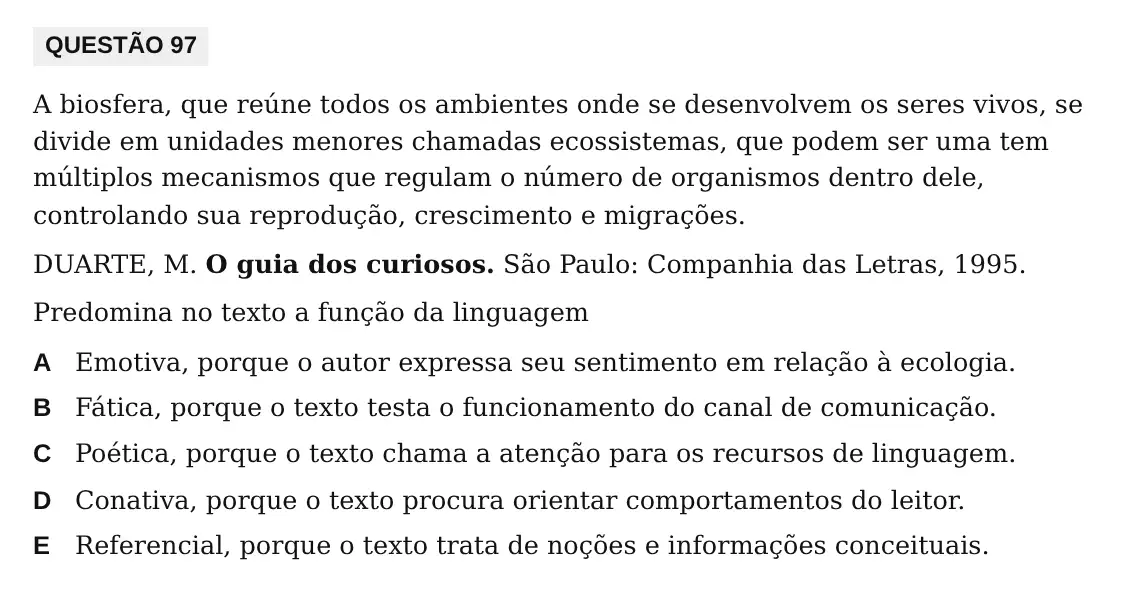 QUESTÃO 97
A biosfera, que reúne todos os ambientes onde se desenvolvem os seres vivos, se
divide em unidades menores chamadas ecossistemas, que podem ser uma tem
múltiplos mecanismos que regulam o número de organismos dentro dele,
controlando sua reprodução, crescimento e migrações.
DUARTE, M. O guia dos curiosos. São Paulo: Companhia das Letras, 1995.
Predomina no texto a função da linguagem
A Emotiva, porque o autor expressa seu sentimento em relação à ecologia.
B Fática, porque o texto testa o funcionamento do canal de comunicação.
C Poética, porque o texto chama a atenção para os recursos de linguagem.
D Conativa, porque o texto procura orientar comportamentos do leitor.
E Referencial, porque o texto trata de noções e informações conceituais.